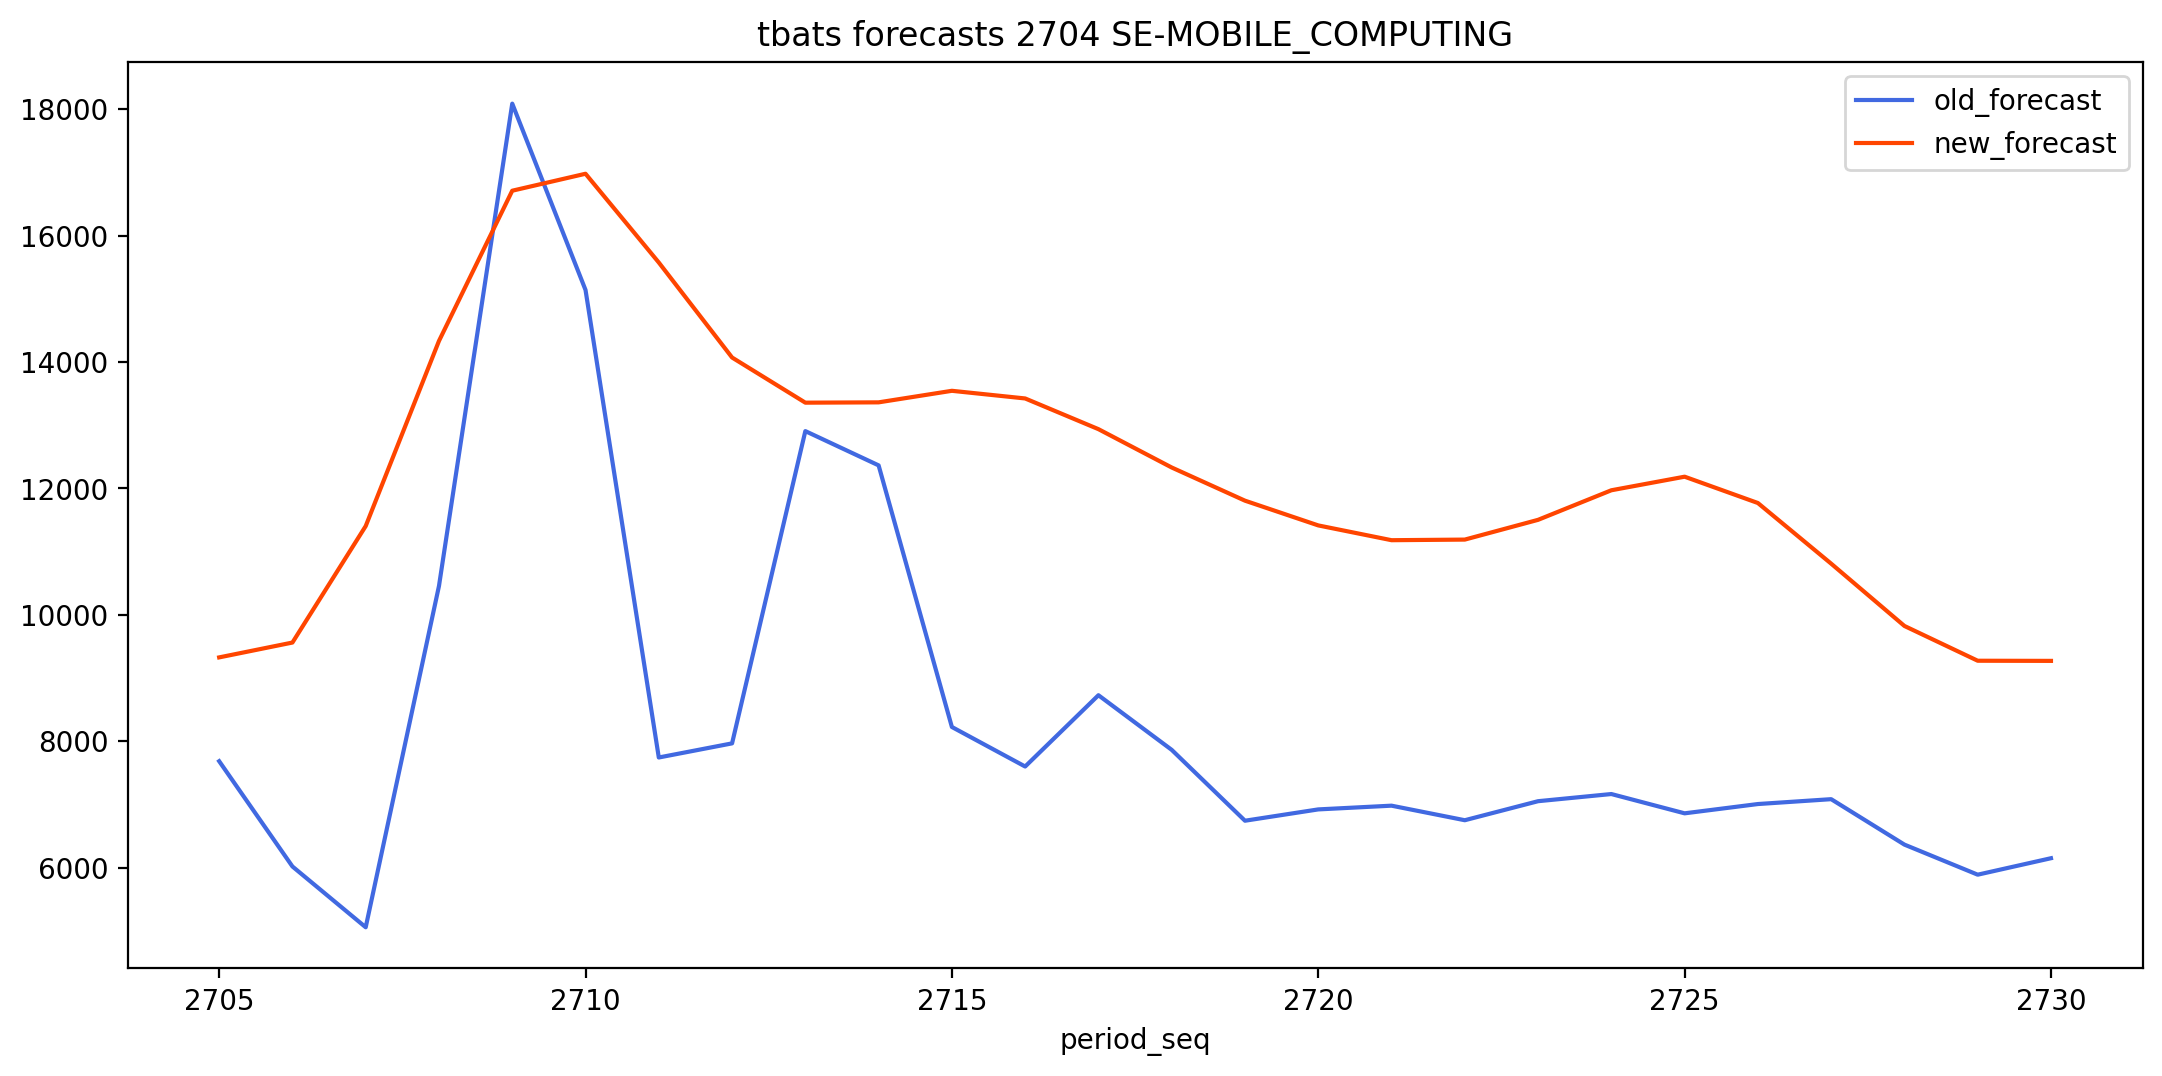 tbats forecasts 2704 SE-MOBILE_COMPUTING
old_forecast
new_forecast
18000
16000
14000
12000
10000
8000
6000
2705 2710 2715 2720 2725 2730
period_seq